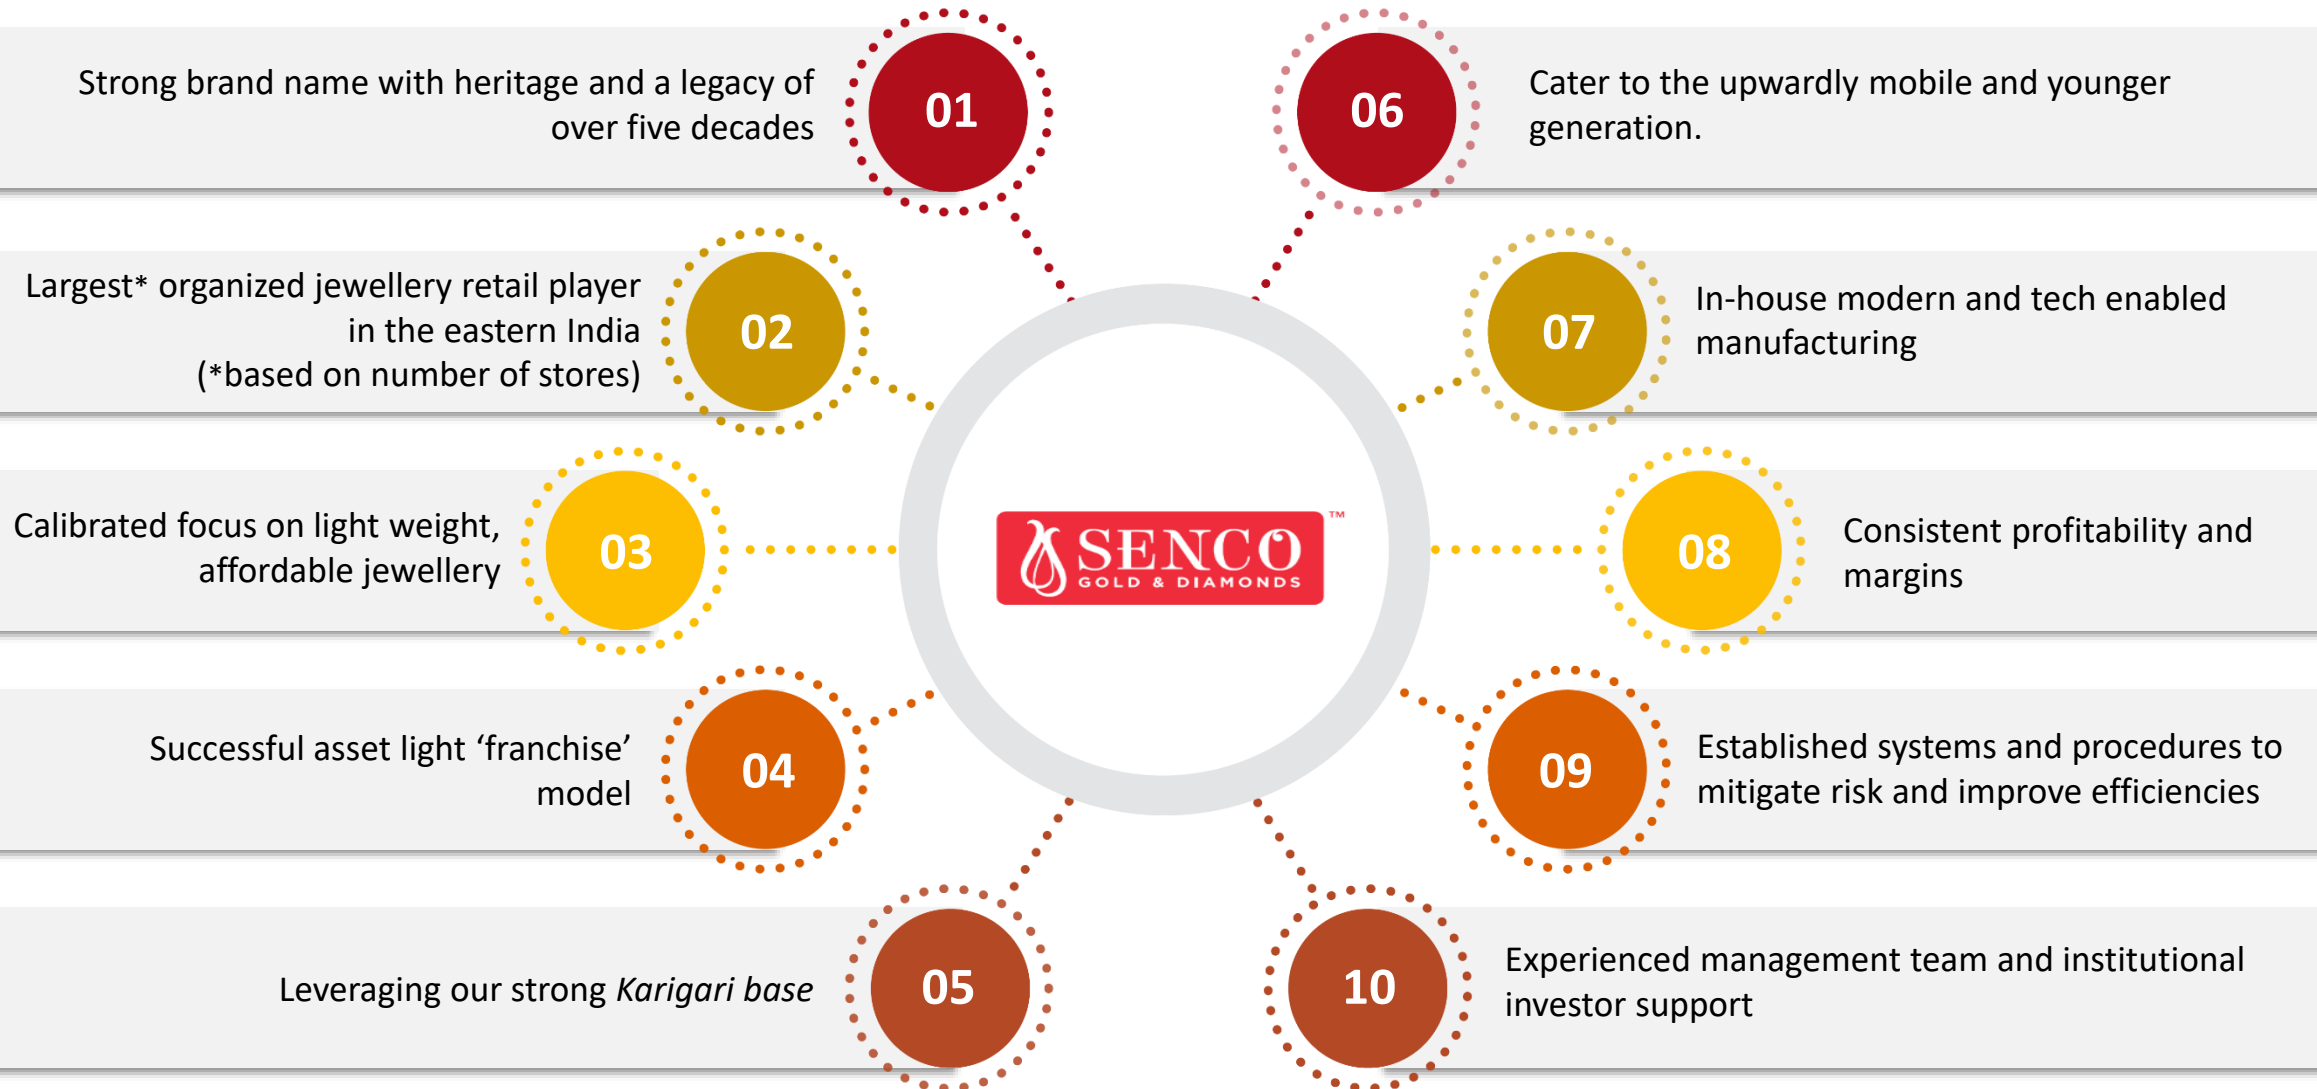 01
Strong brand name with heritage and a legacy of
over five decades
02
Largest* organized jewellery retail player
in the eastern India
(*based on number of stores)
03
Calibrated focus on light weight,
affordable jewellery
04
Successful asset light ‘franchise’
model
05
Leveraging our strong Karigari base
SENCO™
GOLD & DIAMONDS
06
Cater to the upwardly mobile and younger
generation.
07
In-house modern and tech enabled
manufacturing
08
Consistent profitability and
margins
09
Established systems and procedures to
mitigate risk and improve efficiencies
10
Experienced management team and institutional
investor support